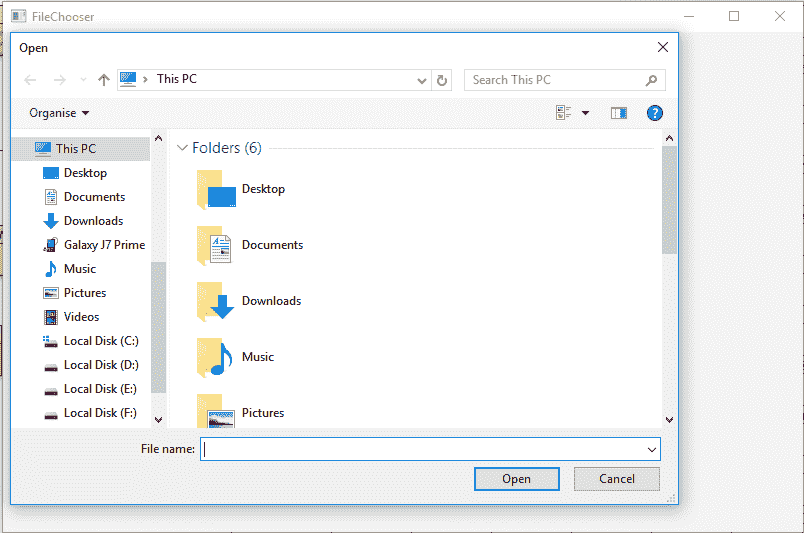 FileChooser
Open
This PC
Search This PC
Organise
?
This PC
Desktop
Documents
Downloads
Galaxy J7 Prime
Music
Pictures
Videos
Local Disk (C:)
Local Disk (D:)
Local Disk (E:)
Local Disk (F:)
Folders (6)
Desktop
Documents
Downloads
Music
Pictures
File name:
Open
Cancel